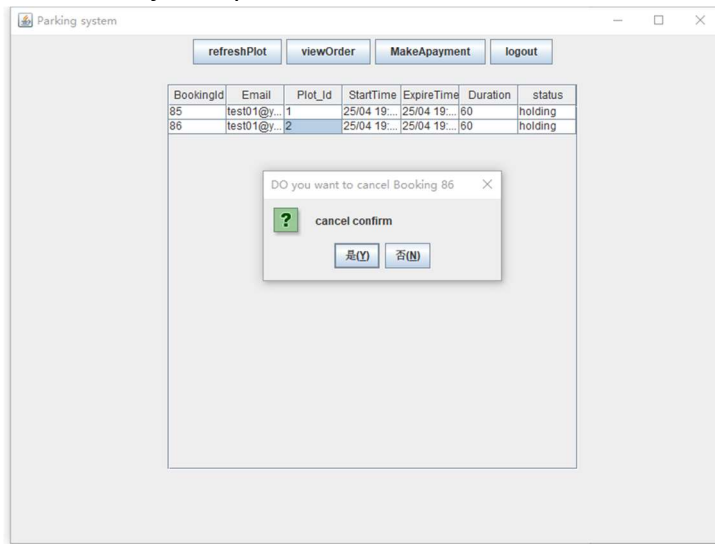 Parking system
refreshPlot viewOrder MakeApayment logout
BookingId Email Plot_Id StartTime ExpireTime Duration status
85 test01@y... 1 25/04 19:... 25/04 19:... 60 holding
86 test01@y... 2 25/04 19:... 25/04 19:... 60 holding
DO you want to cancel Booking 86
cancel confirm
是(Y) 否(N)